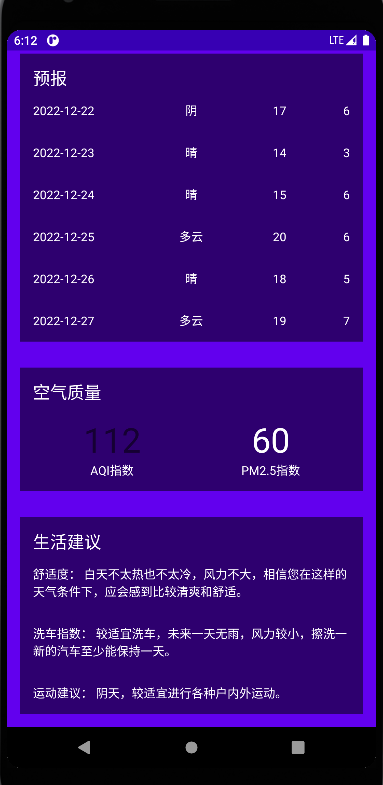 6:12 LTE
预报
2022-12-22 阴 17 6
2022-12-23 晴 14 3
2022-12-24 晴 15 6
2022-12-25 多云 20 6
2022-12-26 晴 18 5
2022-12-27 多云 19 7
空气质量
112 60
AQI指数 PM2.5指数
生活建议
舒适度： 白天不太热也不太冷，风力不大，相信您在这样的
天气条件下，应会感到比较清爽和舒适。
洗车指数： 较适宜洗车，未来一天无雨，风力较小，擦洗一
新的汽车至少能保持一天。
运动建议： 阴天，较适宜进行各种户内外运动。